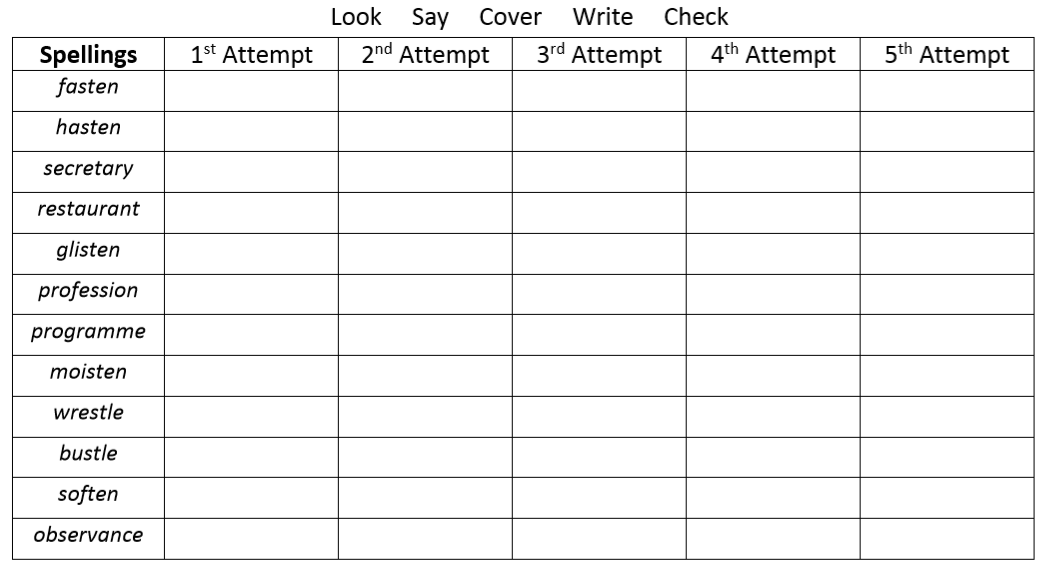 Look Say Cover Write Check
Spellings 1st Attempt 2nd Attempt 3rd Attempt 4th Attempt 5th Attempt
fasten
hasten
secretary
restaurant
glisten
profession
programme
moisten
wrestle
bustle
soften
observance